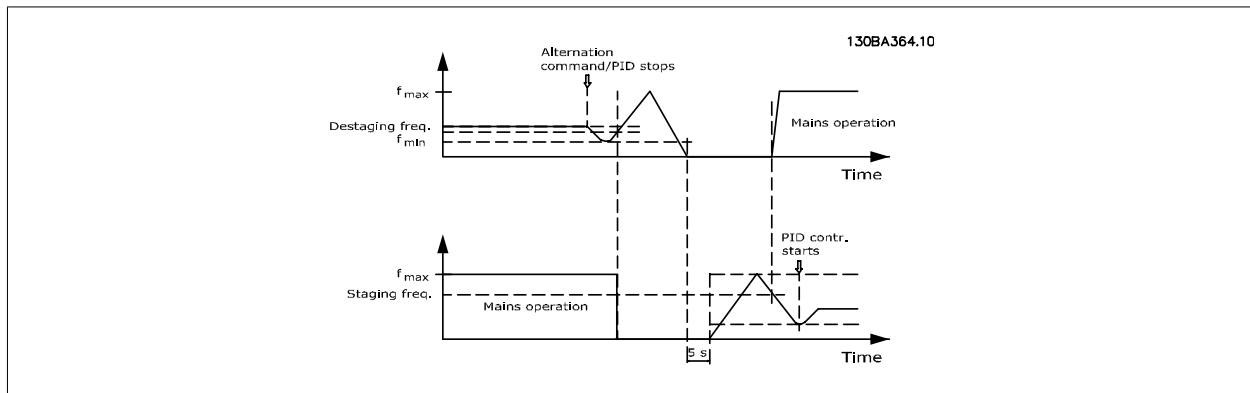 130BA364.10
Alternation
command/PID stops
f max
Destaging freq.
f min
Mains operation
Time
PID contr.
starts
f max
Staging freq.
Mains operation
5 s
Time